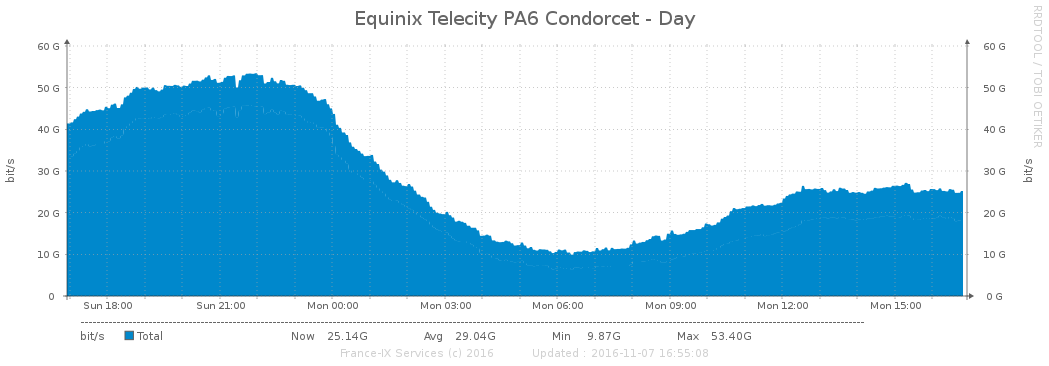 Equinix Telecity PA6 Condorcet - Day
RRDTOOL / TOBI OETIKER
60 G 60 G
50 G 50 G
40 G 40 G
30 G 30 G
20 G 20 G
10 G 10 G
0 0 G
bit/s bit/s
Sun 18:00 Sun 21:00 Mon 00:00 Mon 03:00 Mon 06:00 Mon 09:00 Mon 12:00 Mon 15:00
bit/s Total Now 25.14G Avg 29.04G Min 9.87G Max 53.40G
France-IX Services (c) 2016 Updated : 2016-11-07 16:55:08